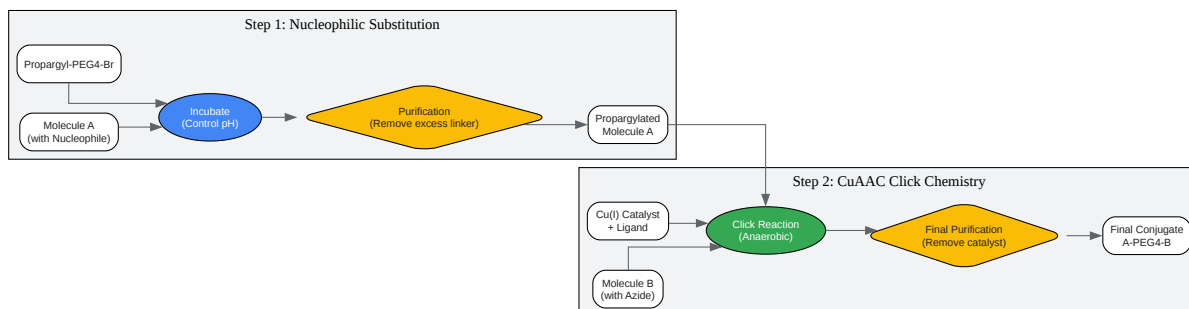 Step 1: Nucleophilic Substitution
Propargyl-PEG4-Br
Molecule A
(with Nucleophile)
Incubate
(Control pH)
Purification
(Remove excess linker)
Propargylated
Molecule A
Step 2: CuAAC Click Chemistry
Cu(I) Catalyst
+ Ligand
Molecule B
(with Azide)
Click Reaction
(Anaerobic)
Final Purification
(Remove catalyst)
Final Conjugate
A-PEG4-B